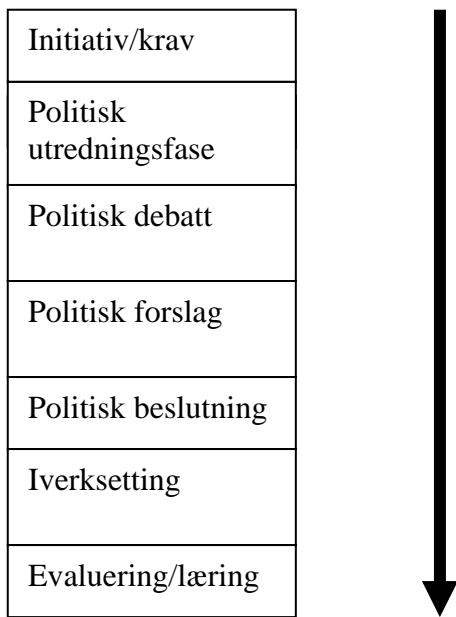 Initiativ/krav
Politisk
utredningsfase
Politisk debatt
Politisk forslag
Politisk beslutning
Iverksetting
Evaluering/læring